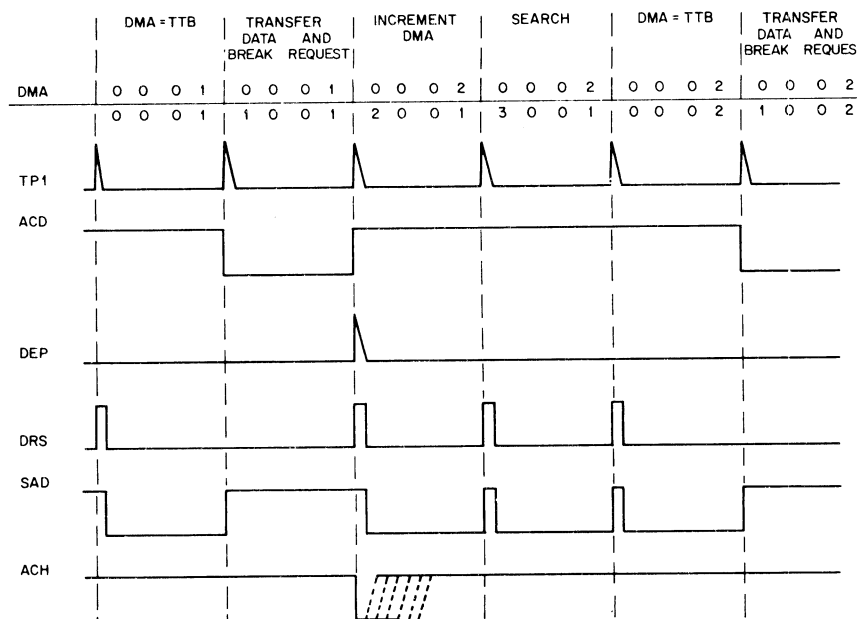 DMA = TTB TRANSFER INCREMENT SEARCH DMA = TTB TRANSFER
DATA AND DMA DATA AND
BREAK REQUEST BREAK REQUES
DMA 0 0 0 1 0 0 0 1 0 0 0 2 0 0 0 2 0 0 0 2 0 0 0 2
0 0 0 1 1 0 0 1 2 0 0 1 3 0 0 1 0 0 0 2 1 0 0 2
TP1
ACD
DEP
DRS
SAD
ACH